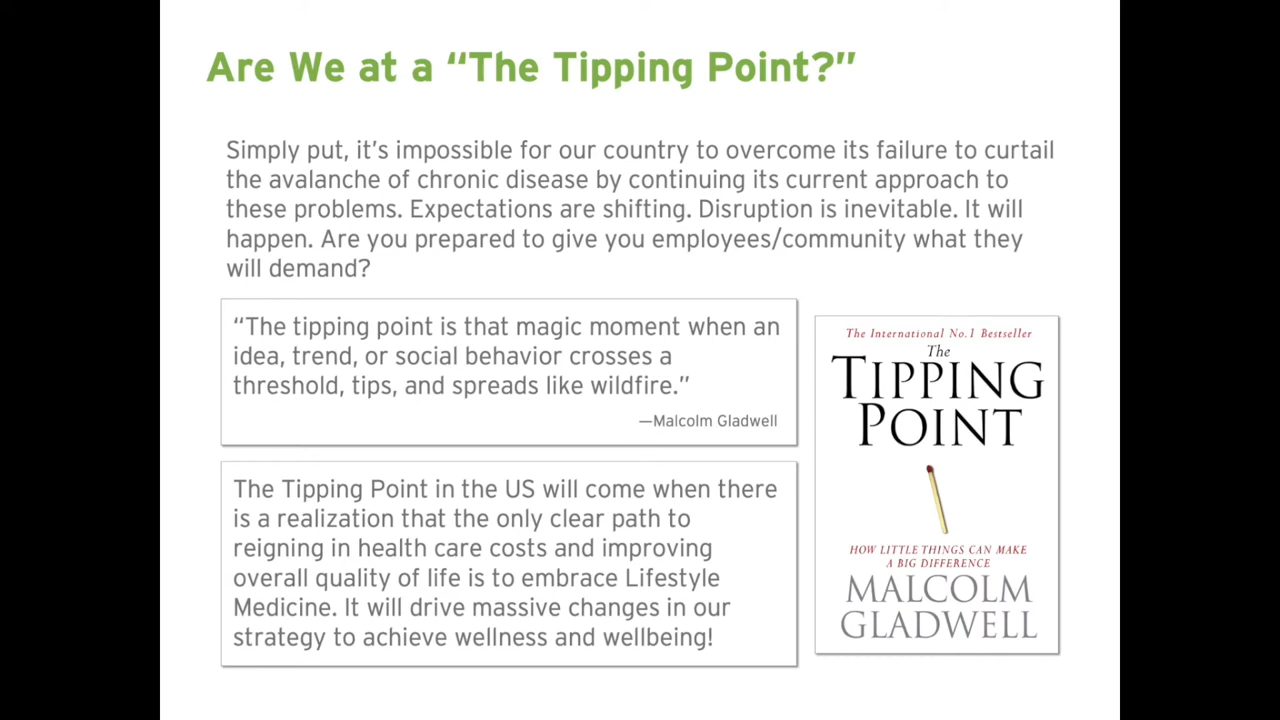 Are We at a “The Tipping Point?”
Simply put, it’s impossible for our country to overcome its failure to curtail
the avalanche of chronic disease by continuing its current approach to
these problems. Expectations are shifting. Disruption is inevitable. It will
happen. Are you prepared to give you employees/community what they
will demand?
“The tipping point is that magic moment when an
idea, trend, or social behavior crosses a
threshold, tips, and spreads like wildfire.”
—Malcolm Gladwell
The Tipping Point in the US will come when there
is a realization that the only clear path to
reigning in health care costs and improving
overall quality of life is to embrace Lifestyle
Medicine. It will drive massive changes in our
strategy to achieve wellness and wellbeing!
The International No.1 Bestseller
The
TIPPING
POINT
HOW LITTLE THINGS CAN MAKE
A BIG DIFFERENCE
MALCOLM
GLADWELL